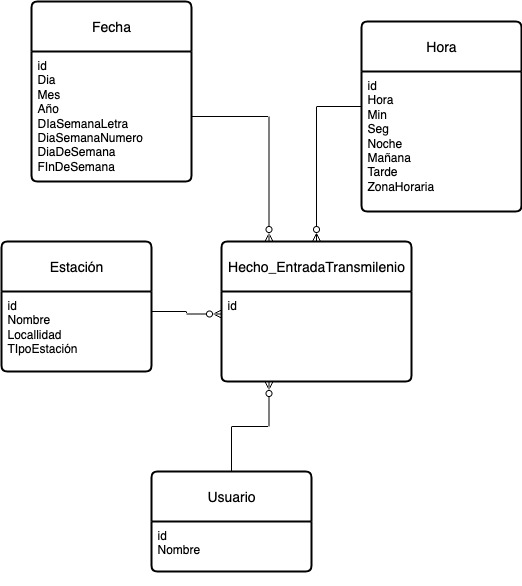 Fecha
id
Dia
Mes
Año
DIaSemanaLetra
DiaSemanaNumero
DiaDeSemana
FInDeSemana
Hora
id
Hora
Min
Seg
Noche
Mañana
Tarde
ZonaHoraria
Estación
id
Nombre
Locallidad
TIpoEstación
Hecho_EntradaTransmilenio
id
Usuario
id
Nombre